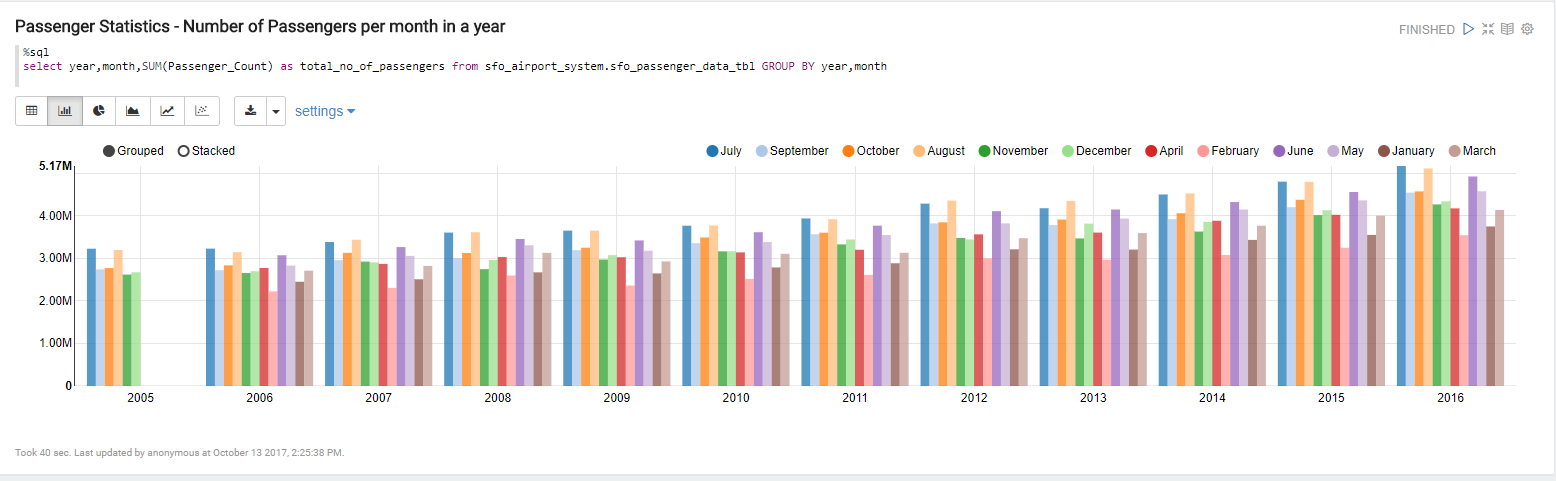 Passenger Statistics - Number of Passengers per month in a year
FINISHED
%sql
select year,month,SUM(Passenger_Count) as total_no_of_passengers from sfo_airport_system.sfo_passenger_data_tbl GROUP BY year,month
settings
Grouped Stacked
July September October August November December April February June May January March
5.17M
4.00M
3.00M
2.00M
1.00M
0
2005 2006 2007 2008 2009 2010 2011 2012 2013 2014 2015 2016
Took 40 sec. Last updated by anonymous at October 13 2017, 2:25:38 PM.